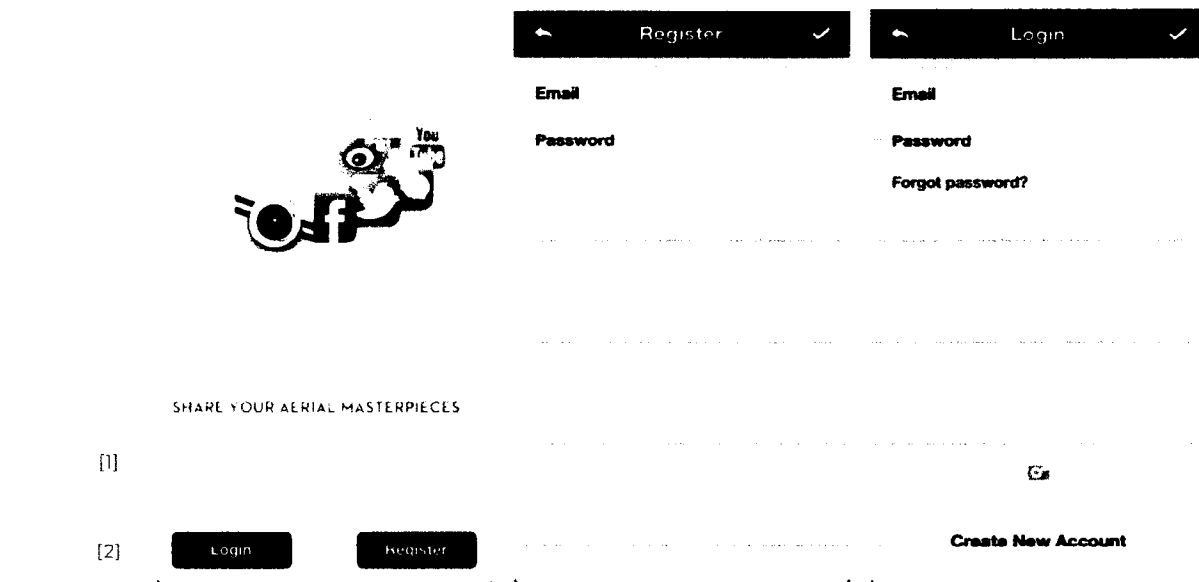 You
SHARE YOUR AERIAL MASTERPIECES
[1]
[2]
Login
Register
Register
Email
Password
Login
Email
Password
Forgot password?
Create New Account